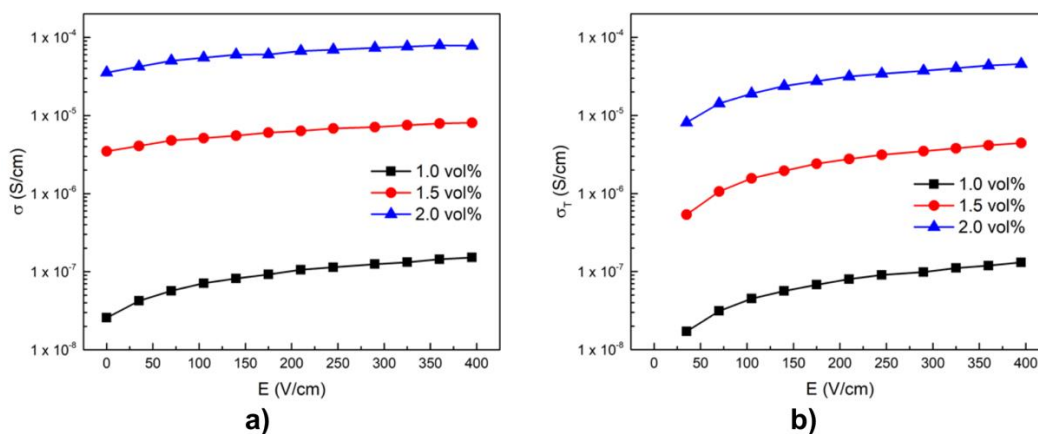 a)
σ (S/cm)
1 x 10⁻⁴
1 x 10⁻⁵
1 x 10⁻⁶
1 x 10⁻⁷
1 x 10⁻⁸
1.0 vol%
1.5 vol%
2.0 vol%
0 50 100 150 200 250 300 350 400
E (V/cm)
a)
b)
σT (S/cm)
1 x 10⁻⁴
1 x 10⁻⁵
1 x 10⁻⁶
1 x 10⁻⁷
1 x 10⁻⁸
1.0 vol%
1.5 vol%
2.0 vol%
0 50 100 150 200 250 300 350 400
E (V/cm)
b)